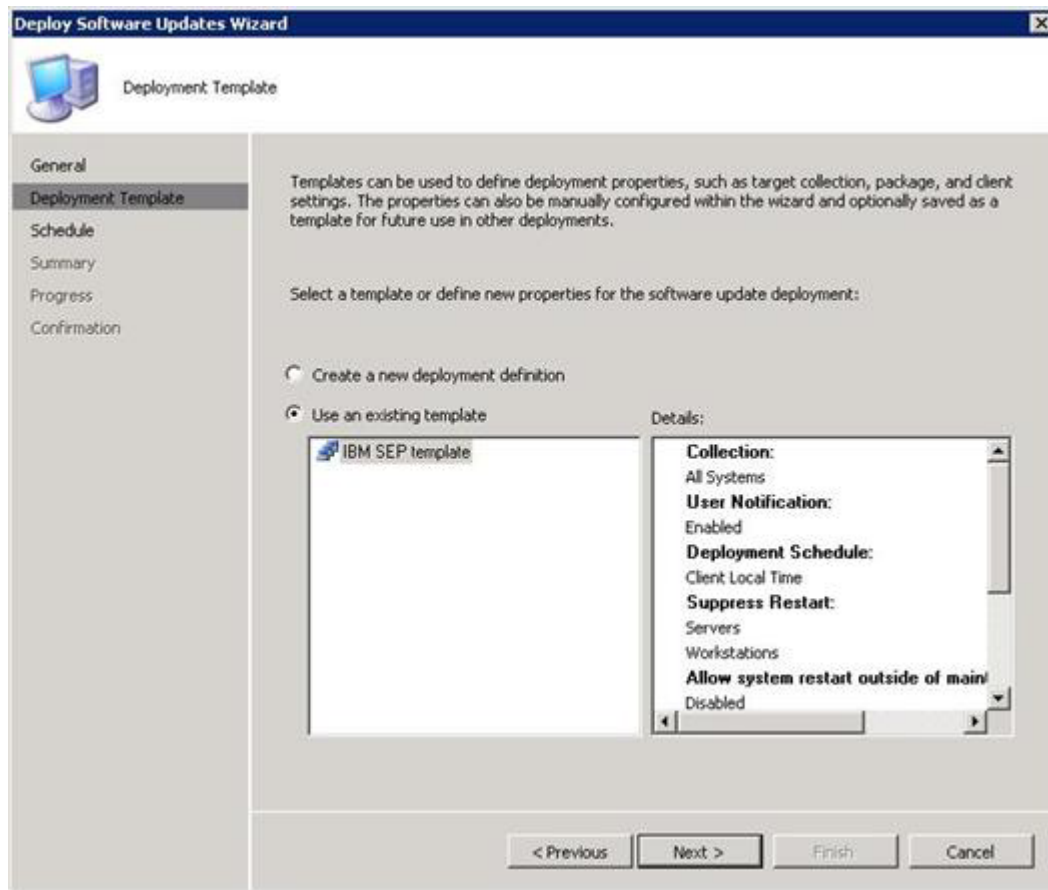 Deploy Software Updates Wizard
Deployment Template
General
Deployment Template
Schedule
Summary
Progress
Confirmation
Templates can be used to define deployment properties, such as target collection, package, and client
settings. The properties can also be manually configured within the wizard and optionally saved as a
template for future use in other deployments.
Select a template or define new properties for the software update deployment:
Create a new deployment definition
Use an existing template
IBM SEP template
Details:
Collection:
All Systems
User Notification:
Enabled
Deployment Schedule:
Client Local Time
Suppress Restart:
Servers
Workstations
Allow system restart outside of main
Disabled
< Previous
Next >
Finish
Cancel